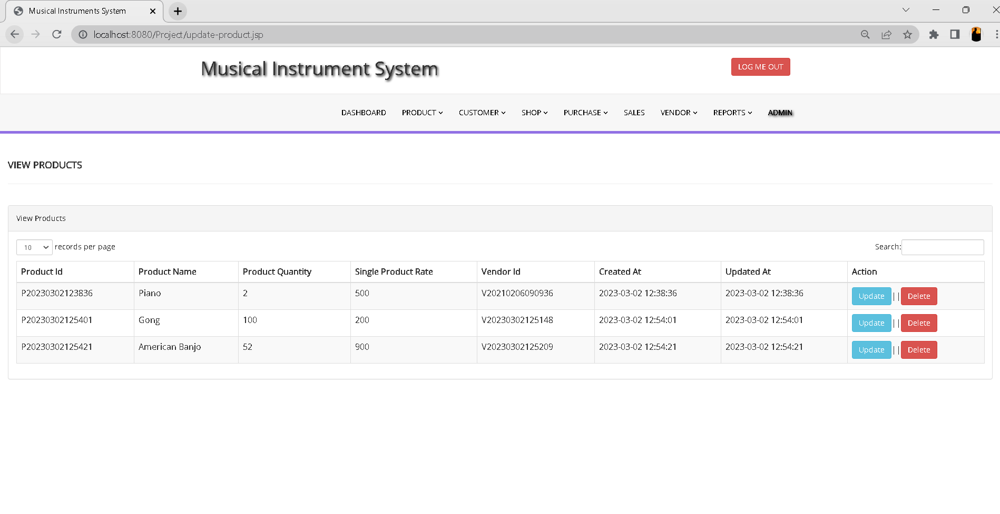 Musical Instruments System
localhost:8080/Project/update-product.jsp
Musical Instrument System
LOG ME OUT
DASHBOARD PRODUCT CUSTOMER SHOP PURCHASE SALES VENDOR REPORTS ADMIN
VIEW PRODUCTS
View Products
10 records per page Search:
Product Id Product Name Product Quantity Single Product Rate Vendor Id Created At Updated At Action
P20230302123836 Piano 2 500 V20210206090936 2023-03-02 12:38:36 2023-03-02 12:38:36 Update || Delete
P20230302125401 Gong 100 200 V20230302125148 2023-03-02 12:54:01 2023-03-02 12:54:01 Update || Delete
P20230302125421 American Banjo 52 900 V20230302125209 2023-03-02 12:54:21 2023-03-02 12:54:21 Update || Delete